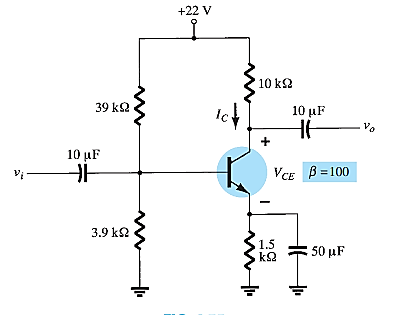 +22 V
10 kΩ
39 kΩ
I_C
10 µF
v_o
+
10 µF
V_CE β = 100
v_i
–
3.9 kΩ
1.5
kΩ
50 µF